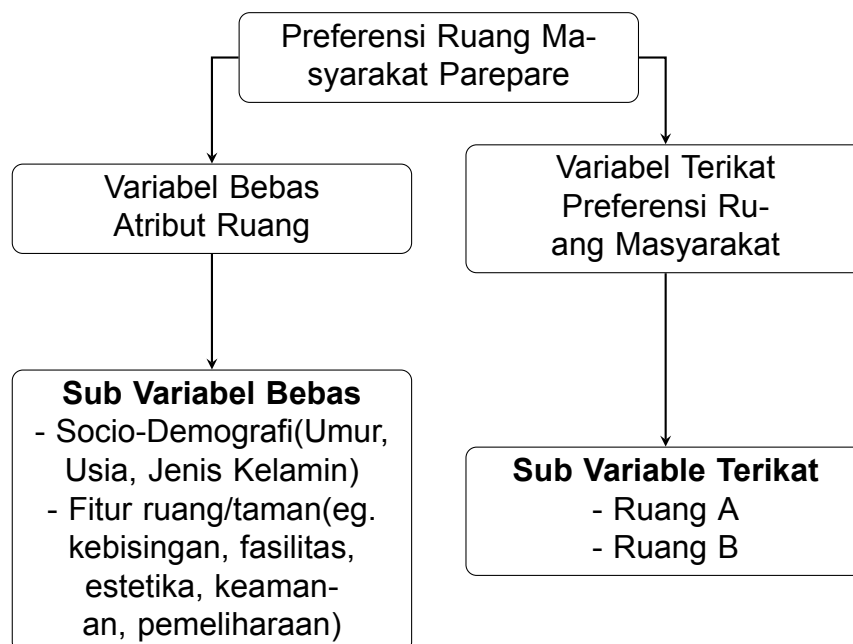 Preferensi Ruang Ma-
syarakat Parepare
Variabel Bebas
Atribut Ruang
Variabel Terikat
Preferensi Ru-
ang Masyarakat
Sub Variabel Bebas
- Socio-Demografi(Umur,
Usia, Jenis Kelamin)
- Fitur ruang/taman(eg.
kebisingan, fasilitas,
estetika, keaman-
an, pemeliharaan)
Sub Variable Terikat
- Ruang A
- Ruang B